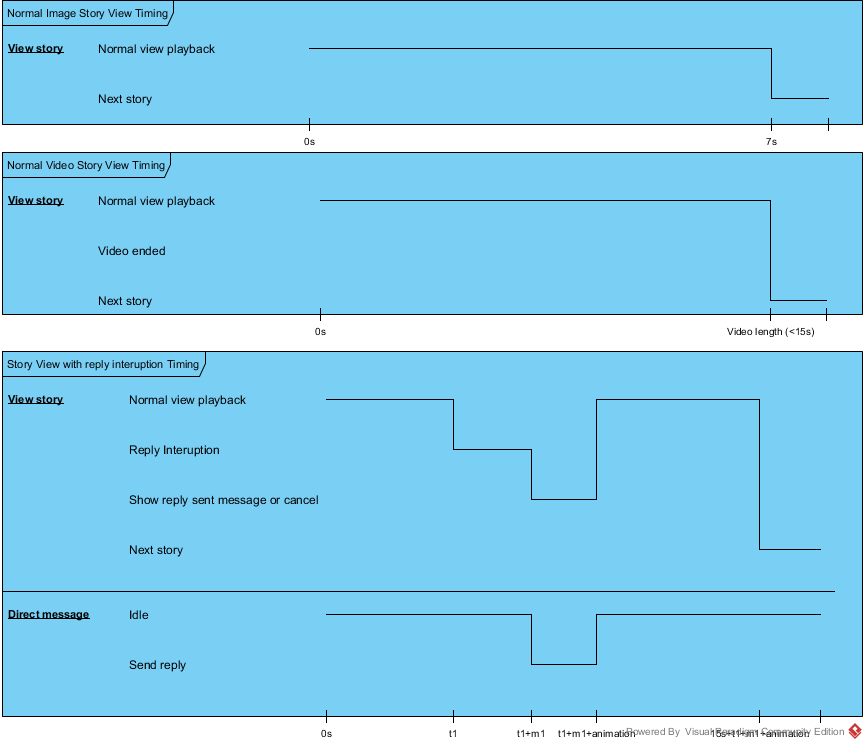 Normal Image Story View Timing
View story
Normal view playback
Next story
0s
7s
Normal Video Story View Timing
View story
Normal view playback
Video ended
Next story
0s
Video length (<15s)
Story View with reply interuption Timing
View story
Normal view playback
Reply Interuption
Show reply sent message or cancel
Next story
Direct message
Idle
Send reply
0s
t1
t1+m1
t1+m1+animation
15s+t1+m1+animation
Powered By Visual Paradigm Community Edition